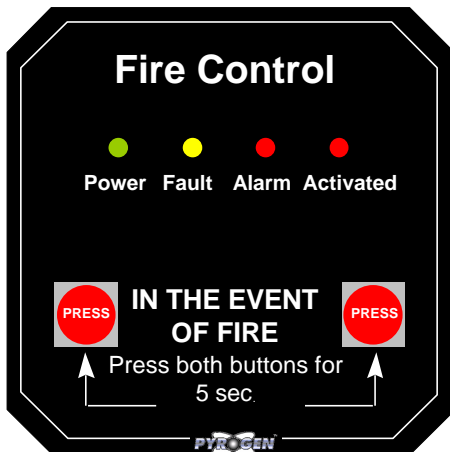 Fire Control
Power Fault Alarm Activated
PRESS IN THE EVENT PRESS
OF FIRE
Press both buttons for
5 sec.
PYROGEN